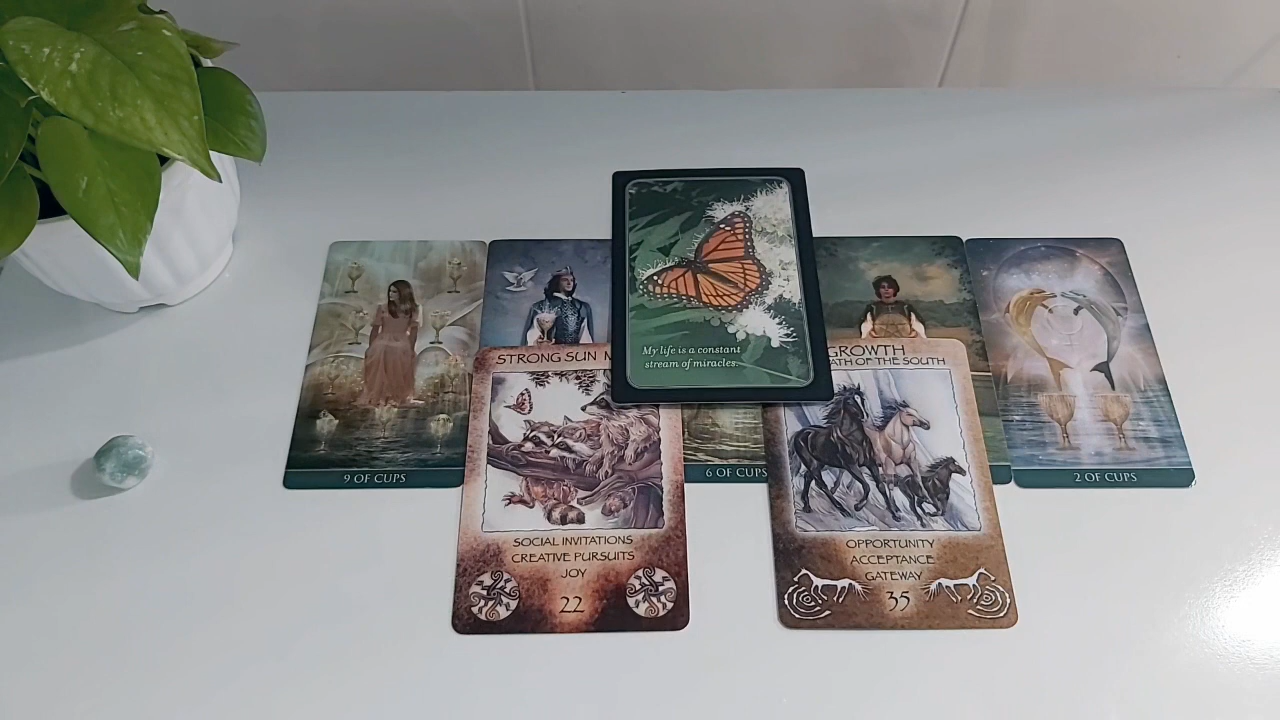 My life is a constant
stream of miracles.
STRONG SUN M
GROWTH
PATH OF THE SOUTH
9 OF CUPS
6 OF CUPS
2 OF CUPS
SOCIAL INVITATIONS
CREATIVE PURSUITS
JOY
22
OPPORTUNITY
ACCEPTANCE
GATEWAY
35